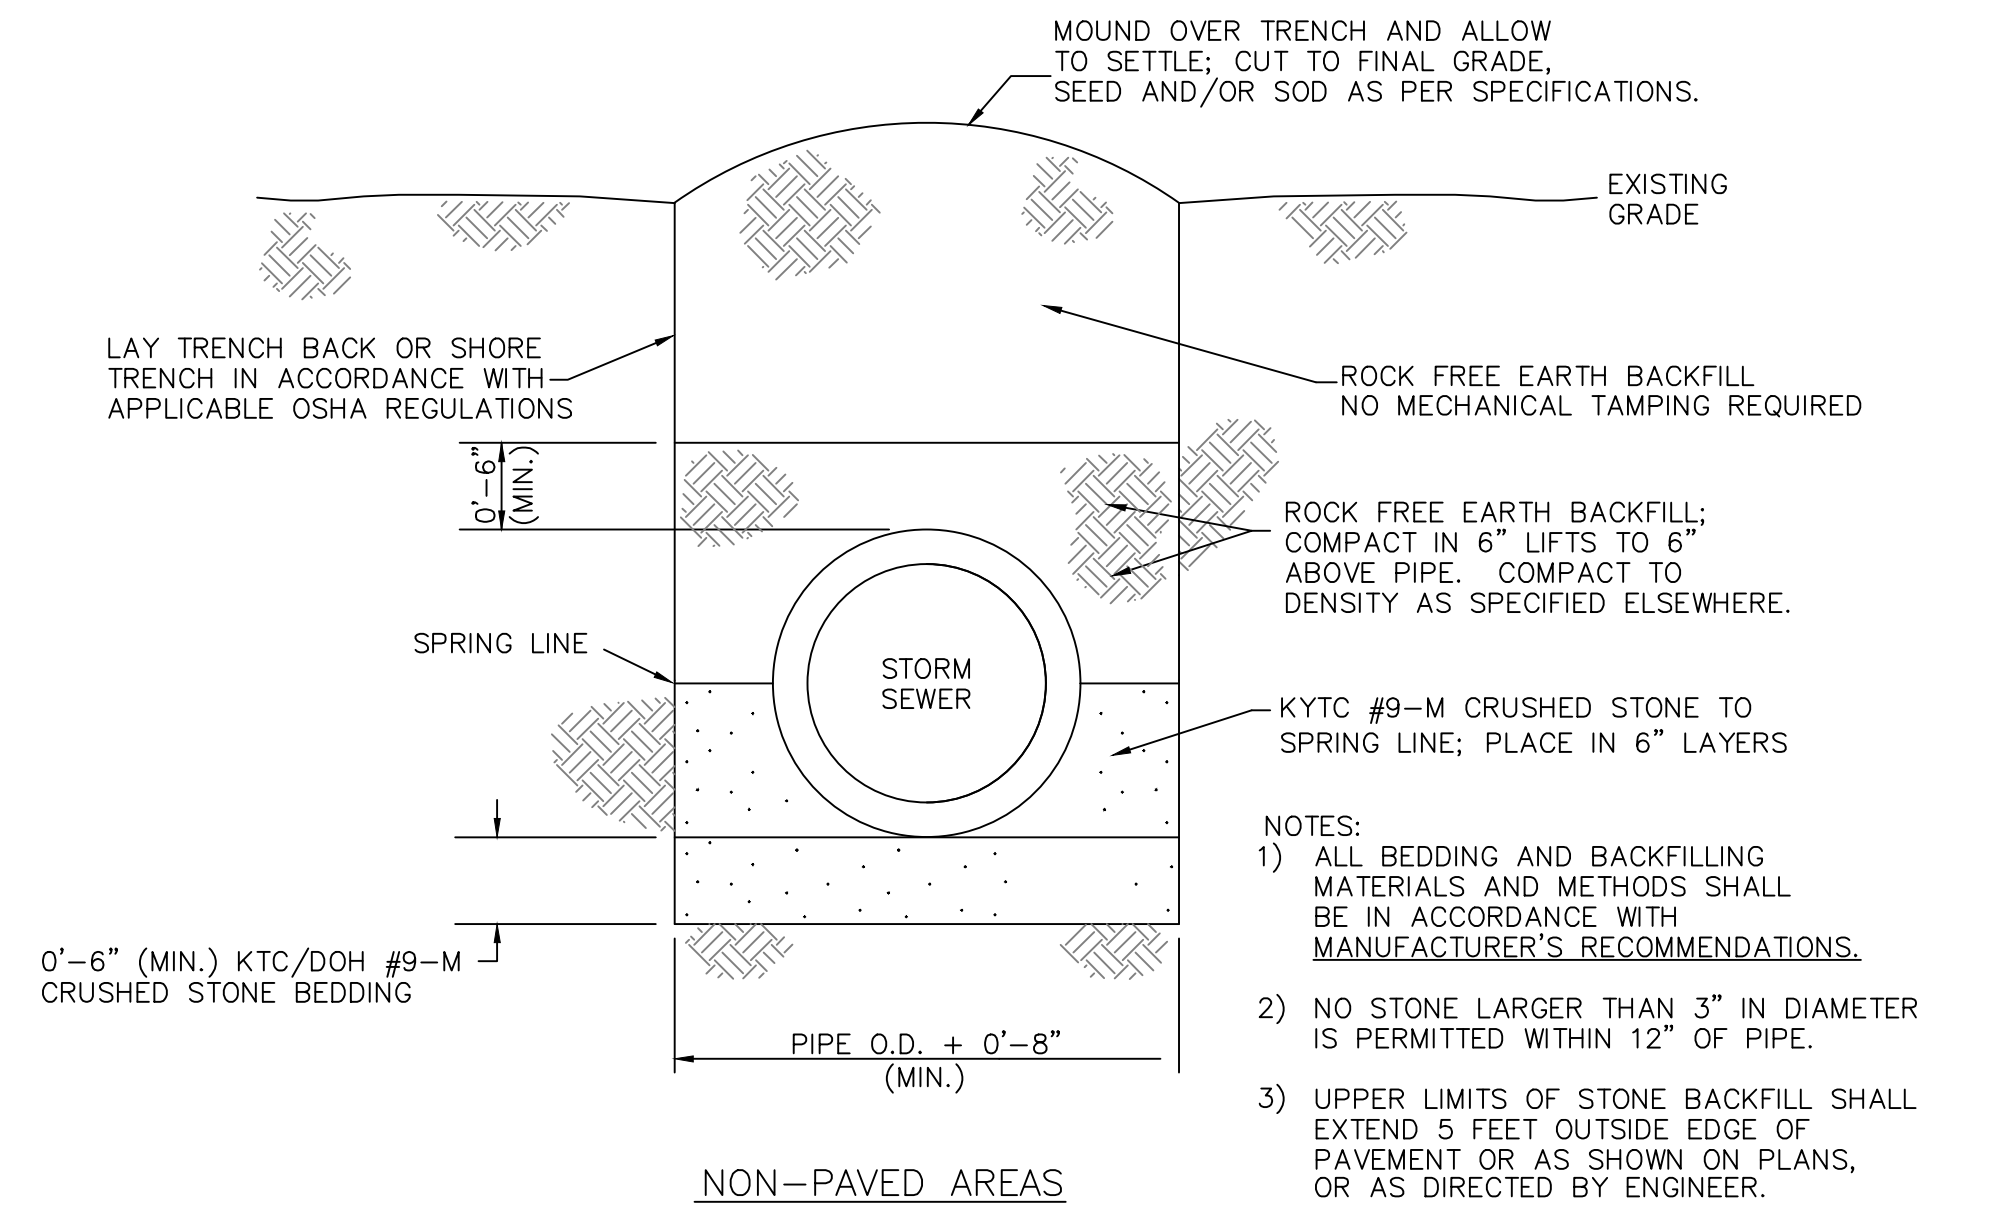 MOUND OVER TRENCH AND ALLOW
TO SETTLE; CUT TO FINAL GRADE,
SEED AND/OR SOD AS PER SPECIFICATIONS.
EXISTING
GRADE
LAY TRENCH BACK OR SHORE
TRENCH IN ACCORDANCE WITH
APPLICABLE OSHA REGULATIONS
ROCK FREE EARTH BACKFILL
NO MECHANICAL TAMPING REQUIRED
0'-6"
(MIN.)
ROCK FREE EARTH BACKFILL;
COMPACT IN 6" LIFTS TO 6"
ABOVE PIPE. COMPACT TO
DENSITY AS SPECIFIED ELSEWHERE.
SPRING LINE
STORM
SEWER
KYTC #9-M CRUSHED STONE TO
SPRING LINE; PLACE IN 6" LAYERS
0'-6" (MIN.) KTC/DOH #9-M
CRUSHED STONE BEDDING
PIPE O.D. + 0'-8"
(MIN.)
NOTES:
1) ALL BEDDING AND BACKFILLING
MATERIALS AND METHODS SHALL
BE IN ACCORDANCE WITH
MANUFACTURER'S RECOMMENDATIONS.
2) NO STONE LARGER THAN 3" IN DIAMETER
IS PERMITTED WITHIN 12" OF PIPE.
3) UPPER LIMITS OF STONE BACKFILL SHALL
EXTEND 5 FEET OUTSIDE EDGE OF
PAVEMENT OR AS SHOWN ON PLANS,
OR AS DIRECTED BY ENGINEER.
NON-PAVED AREAS